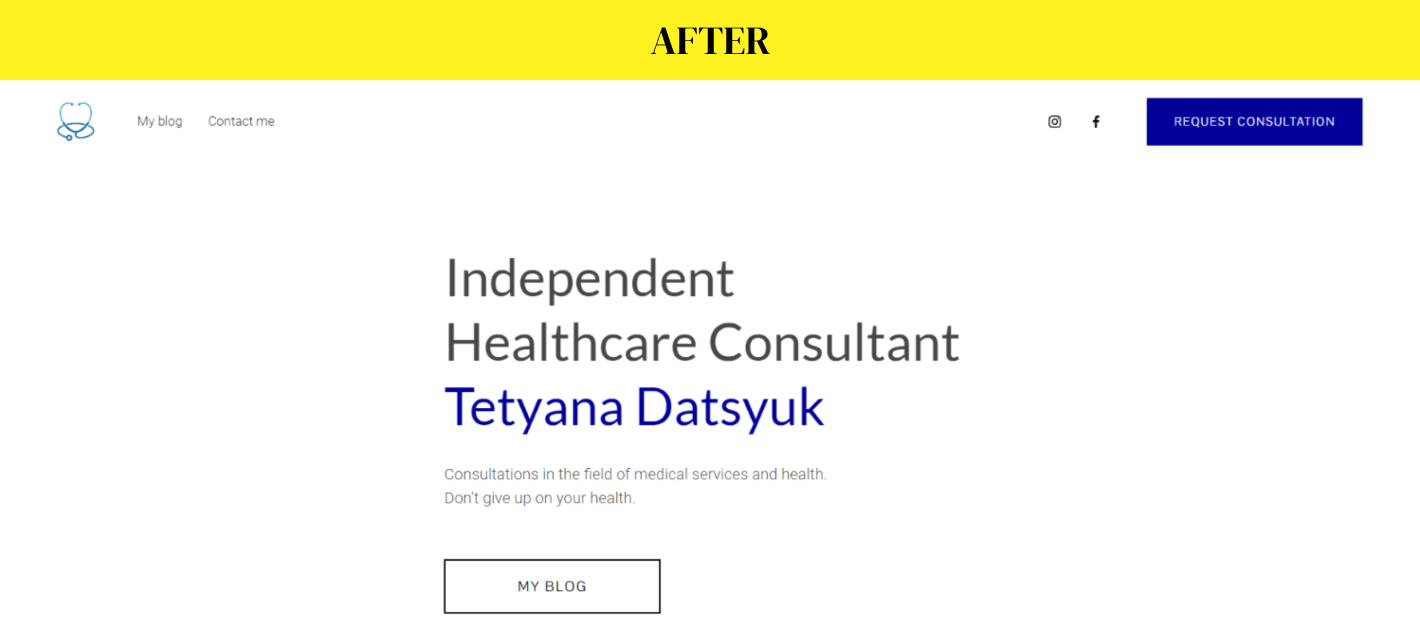 AFTER
My blog
Contact me
REQUEST CONSULTATION
Independent
Healthcare Consultant
Tetyana Datsyuk
Consultations in the field of medical services and health.
Don't give up on your health.
MY BLOG